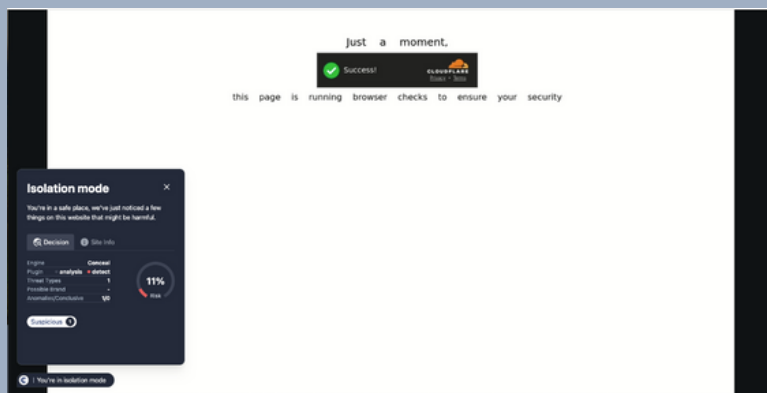 Just a moment,
Success!
CLOUDFLARE
Privacy • Terms
this page is running browser checks to ensure your security
Isolation mode
You're in a safe place, we've just noticed a few
things on this website that might be harmful.
Decision
Site Info
Engine Conceal
Plugin analysis detect
Threat Types 1
Possible Brand -
Anomalies/Conclusive 1/0
11%
Risk
Suspicious 1
You're in isolation mode